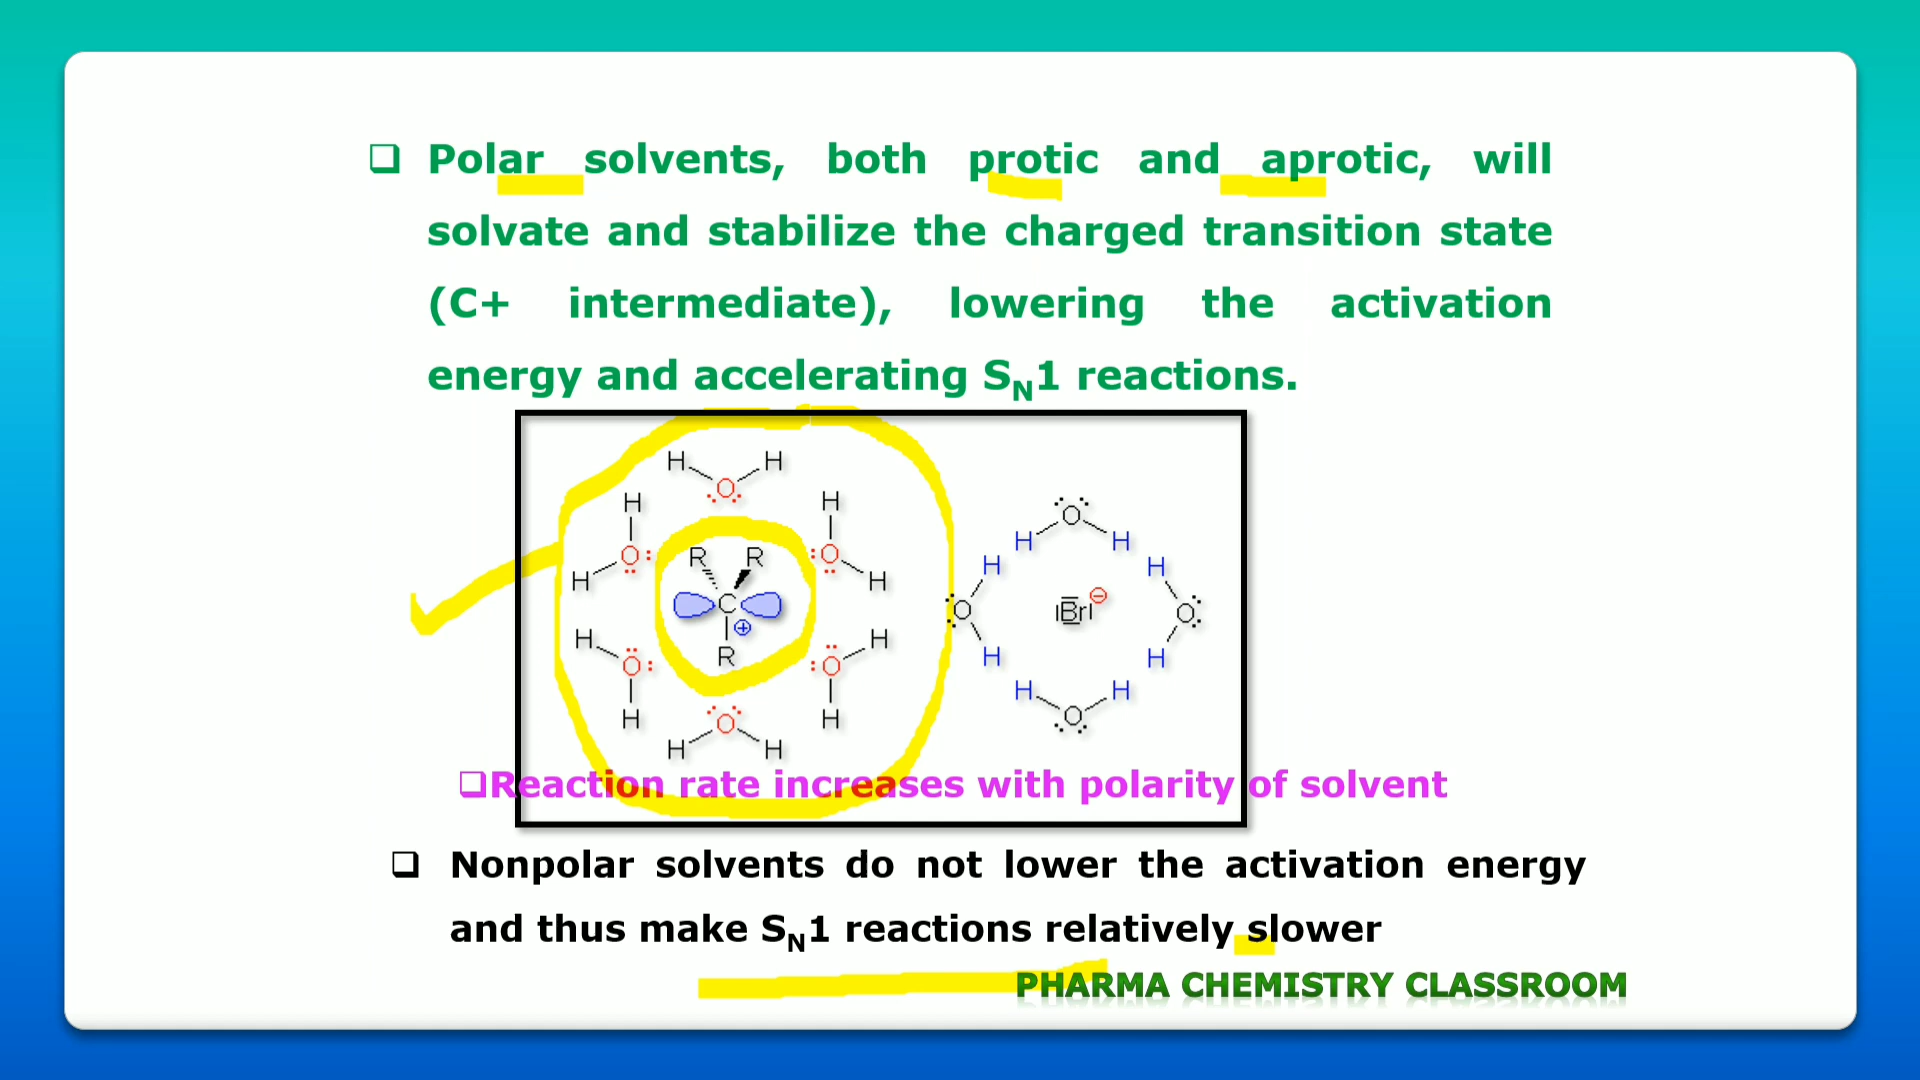 ❑ Polar solvents, both protic and aprotic, will
solvate and stabilize the charged transition state
(C+ intermediate), lowering the activation
energy and accelerating SN1 reactions.
H H
O
H H
R R
O O
H H
C
⊕
Br ⊖
R
H H
O O
H H
O
H H
O
H H
H H
O O
H H
H H
O
❑Reaction rate increases with polarity of solvent
❑ Nonpolar solvents do not lower the activation energy
and thus make SN1 reactions relatively slower
PHARMA CHEMISTRY CLASSROOM